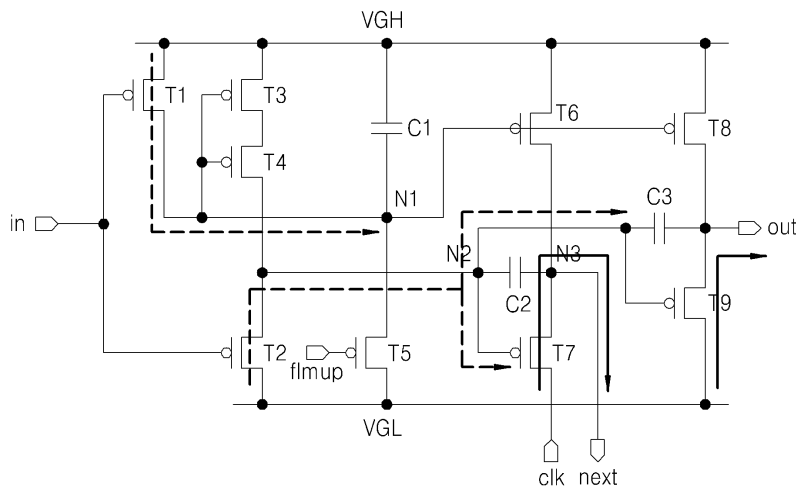 VGH
T1
T3
C1
T6
T8
T4
N1
C3
in
out
N2
N3
C2
T9
T2
flmup
T5
T7
VGL
clk
next